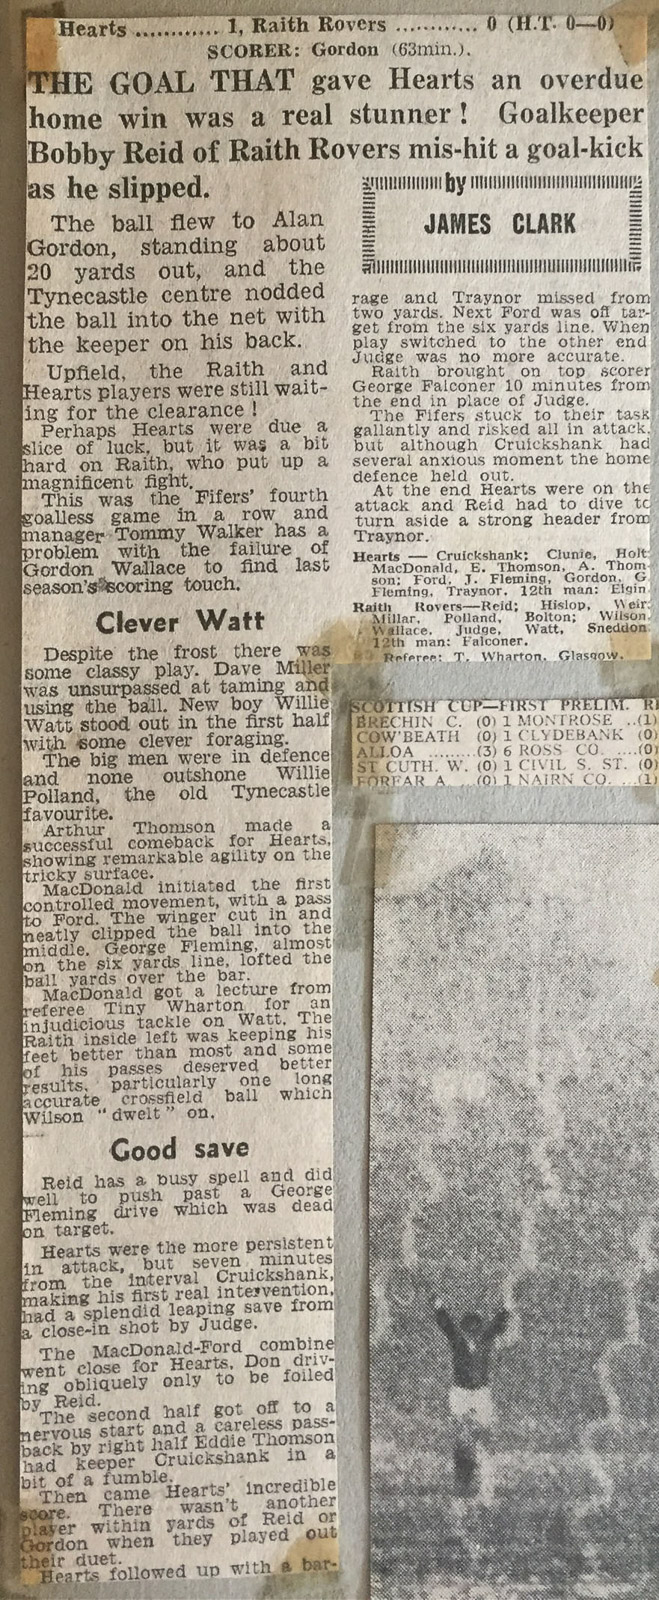 Hearts ............ 1, Raith Rovers ........... 0 (H.T. 0—0)
SCORER: Gordon (63min.).
THE GOAL THAT gave Hearts an overdue
home win was a real stunner! Goalkeeper
Bobby Reid of Raith Rovers mis-hit a goal-kick
as he slipped.
by
JAMES CLARK
The ball flew to Alan
Gordon, standing about
20 yards out, and the
Tynecastle centre nodded
the ball into the net with
the keeper on his back.
Upfield, the Raith and
Hearts players were still wait-
ing for the clearance!
Perhaps Hearts were due a
slice of luck, but it was a bit
hard on Raith, who put up a
magnificent fight.
This was the Fifers' fourth
goalless game in a row and
manager Tommy Walker has a
problem with the failure of
Gordon Wallace to find last
season's scoring touch.
Clever Watt
Despite the frost there was
some classy play. Dave Miller
was unsurpassed at taming and
using the ball. New boy Willie
Watt stood out in the first half
with some clever foraging.
The big men were in defence
and none outshone Willie
Polland, the old Tynecastle
favourite.
Arthur Thomson made a
successful comeback for Hearts,
showing remarkable agility on the
tricky surface.
MacDonald initiated the first
controlled movement, with a pass
to Ford. The winger cut in and
neatly clipped the ball into the
middle. George Fleming, almost
on the six yards line, lofted the
ball yards over the bar.
MacDonald got a lecture from
referee Tiny Wharton for an
injudicious tackle on Watt. The
Raith inside left was keeping his
feet better than most and some
of his passes deserved better
results, particularly one long
accurate crossfield ball which
Wilson "dwelt" on.
Good save
Reid has a busy spell and did
well to push past a George
Fleming drive which was dead
on target.
Hearts were the more persistent
in attack, but seven minutes
from the interval Cruickshank,
making his first real intervention,
had a splendid leaping save from
a close-in shot by Judge.
The MacDonald-Ford combine
went close for Hearts, Don driv-
ing obliquely only to be foiled
by Reid.
The second half got off to a
nervous start and a careless pass-
back by right half Eddie Thomson
had keeper Cruickshank in a
bit of a fumble.
Then came Hearts' incredible
score. There wasn't another
player within yards of Reid or
Gordon when they played out
their duet.
Hearts followed up with a bar-
rage and Traynor missed from
two yards. Next Ford was off tar-
get from the six yards line. When
play switched to the other end
Judge was no more accurate.
Raith brought on top scorer
George Falconer 10 minutes from
the end in place of Judge.
The Fifers stuck to their task
gallantly and risked all in attack,
but although Cruickshank had
several anxious moment the home
defence held out.
At the end Hearts were on the
attack and Reid had to dive to
turn aside a strong header from
Traynor.
Hearts — Cruickshank; Clunie, Holt
MacDonald, E. Thomson, A. Thom-
son; Ford, J. Fleming, Gordon, G
Fleming, Traynor. 12th man: Elgin
Raith Rovers—Reid; Hislop, Weir;
Millar, Polland, Bolton; Wilson,
Wallace, Judge, Watt, Sneddon
12th man: Falconer.
Referee: T. Wharton, Glasgow.
SCOTTISH CUP—FIRST PRELIM. R
BRECHIN C. (0) 1 MONTROSE ..(1)
COW'BEATH (0) 1 CLYDEBANK (0)
ALLOA ........(3) 6 ROSS CO. ....(0)
ST CUTH. W. (0) 1 CIVIL S. ST. (0)
FORFAR A. ..(0) 1 NAIRN CO. ...(1)